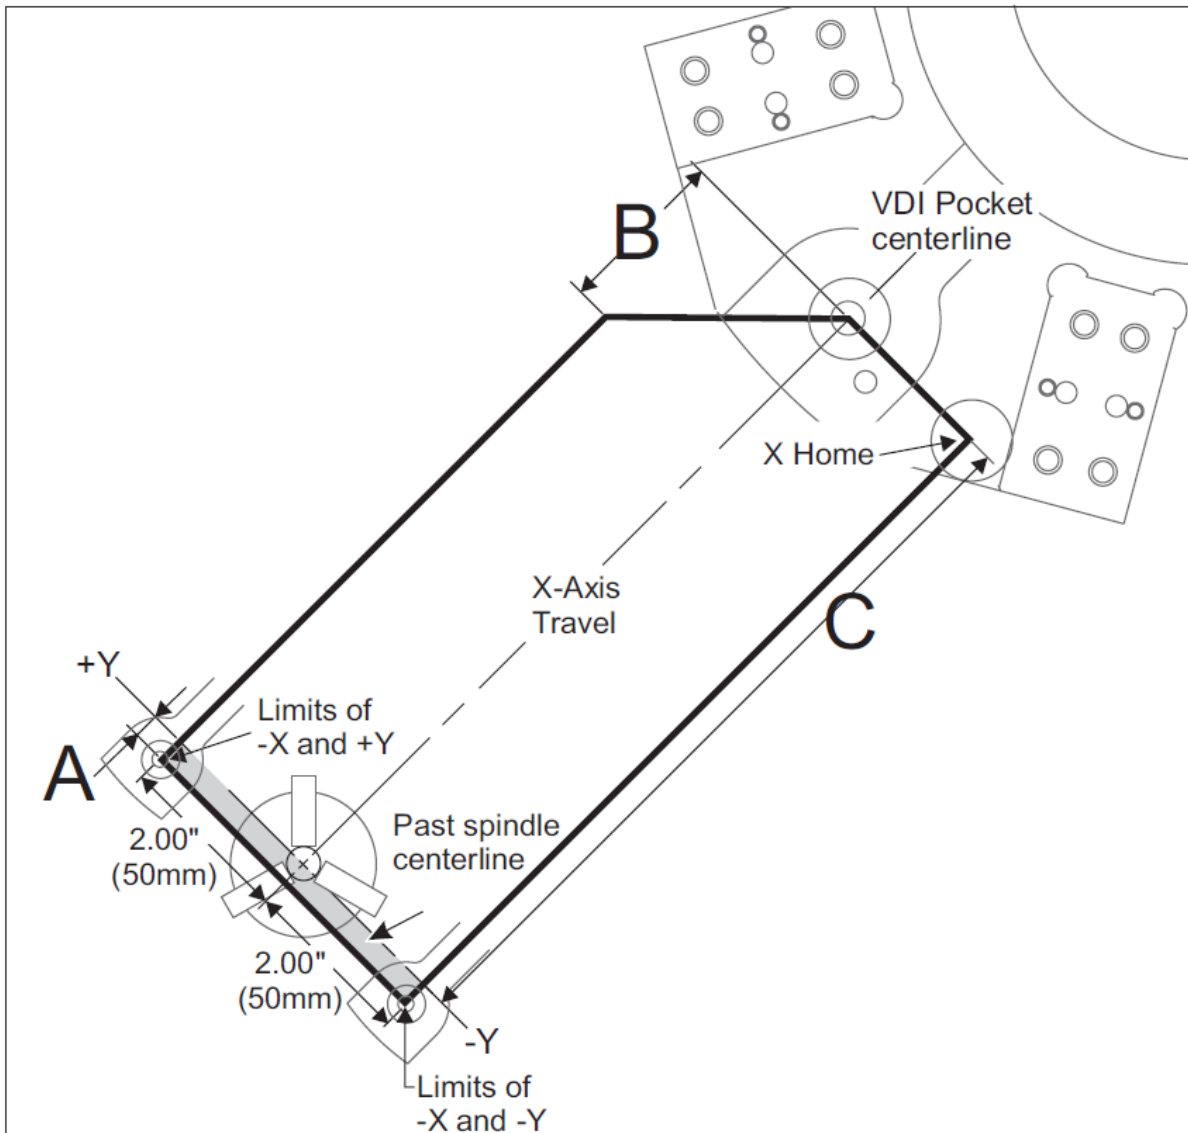 B
VDI Pocket
centerline
X Home
X-Axis
Travel
C
+Y
Limits of
-X and +Y
A
2.00"
(50mm)
Past spindle
centerline
2.00"
(50mm)
-Y
Limits of
-X and -Y